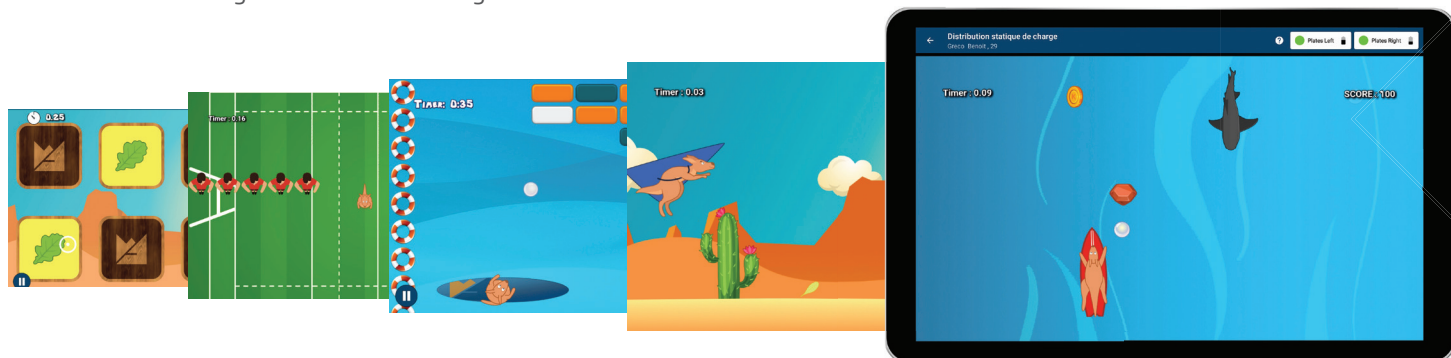 0.25
Timer: 0.16
TIMER: 0:35
Timer : 0.03
Distribution statique de charge
Greco Benoit , 29
Plates Left
Plates Right
Timer : 0.09
SCORE : 100